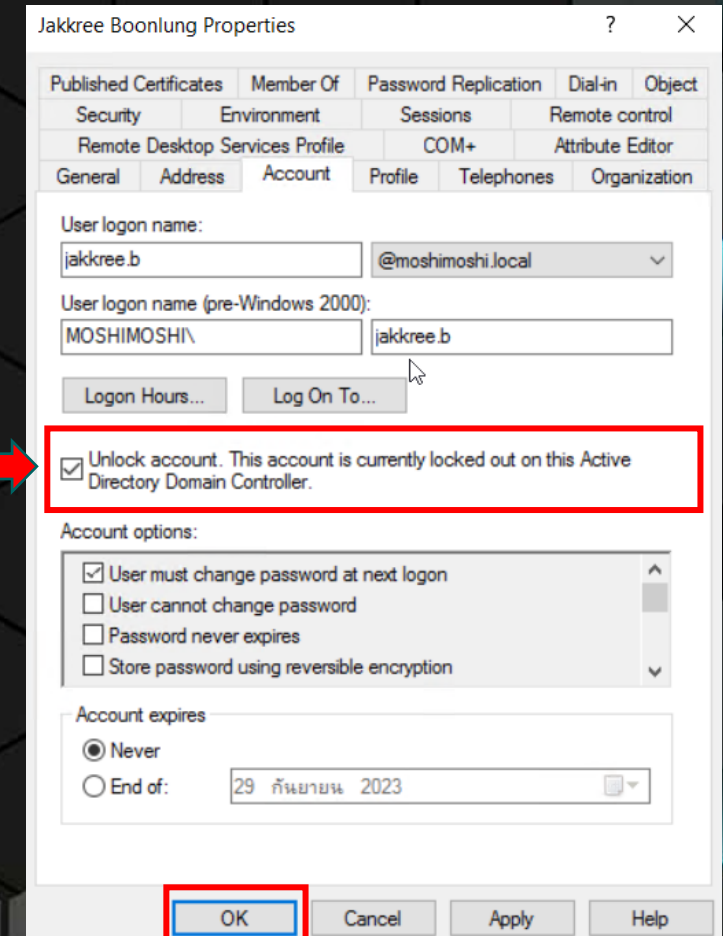 Jakkree Boonlung Properties
Published Certificates Member Of Password Replication Dial-in Object
Security Environment Sessions Remote control
Remote Desktop Services Profile COM+ Attribute Editor
General Address Account Profile Telephones Organization
User logon name:
jakkree.b @moshimoshi.local
User logon name (pre-Windows 2000):
MOSHIMOSHI\ jakkree.b
Logon Hours... Log On To...
Unlock account. This account is currently locked out on this Active
Directory Domain Controller.
Account options:
User must change password at next logon
User cannot change password
Password never expires
Store password using reversible encryption
Account expires
Never
End of: 29 กันยายน 2023
OK Cancel Apply Help